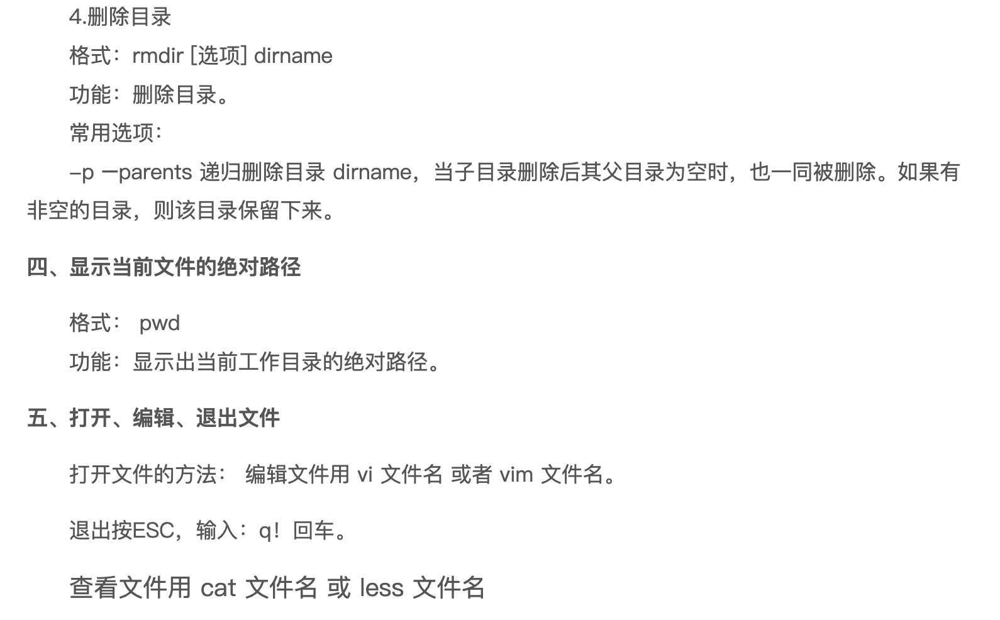 4.删除目录
格式：rmdir [选项] dirname
功能：删除目录。
常用选项：
–p 一parents 递归删除目录 dirname，当子目录删除后其父目录为空时，也一同被删除。如果有
非空的目录，则该目录保留下来。
四、显示当前文件的绝对路径
格式： pwd
功能：显示出当前工作目录的绝对路径。
五、打开、编辑、退出文件
打开文件的方法： 编辑文件用 vi 文件名 或者 vim 文件名。
退出按ESC，输入：q！回车。
查看文件用 cat 文件名 或 less 文件名